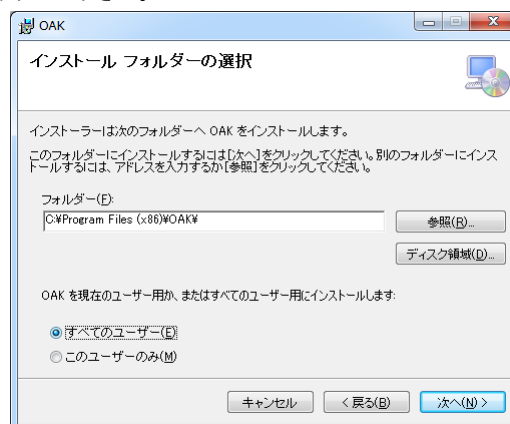 OAK
インストール フォルダーの選択
インストーラーは次のフォルダーへ OAK をインストールします。
このフォルダーにインストールするには[次へ]をクリックしてください。別のフォルダーにインス
トールするには、アドレスを入力するか[参照]をクリックしてください。
フォルダー(F):
C:¥Program Files (x86)¥OAK¥
参照(R)...
ディスク領域(D)...
OAK を現在のユーザー用か、またはすべてのユーザー用にインストールします:
すべてのユーザー(E)
このユーザーのみ(M)
キャンセル
< 戻る(B)
次へ(N) >